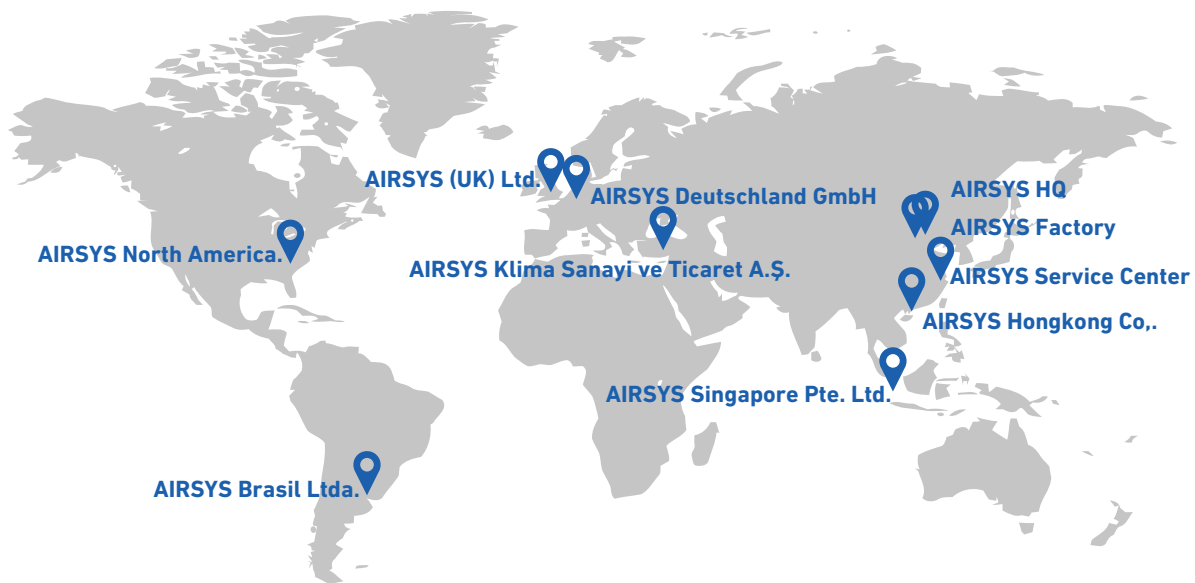 AIRSYS (UK) Ltd.
AIRSYS Deutschland GmbH
AIRSYS HQ
AIRSYS Factory
AIRSYS North America.
AIRSYS Klima Sanayi ve Ticaret A.Ş.
AIRSYS Service Center
AIRSYS Hongkong Co,.
AIRSYS Singapore Pte. Ltd.
AIRSYS Brasil Ltda.